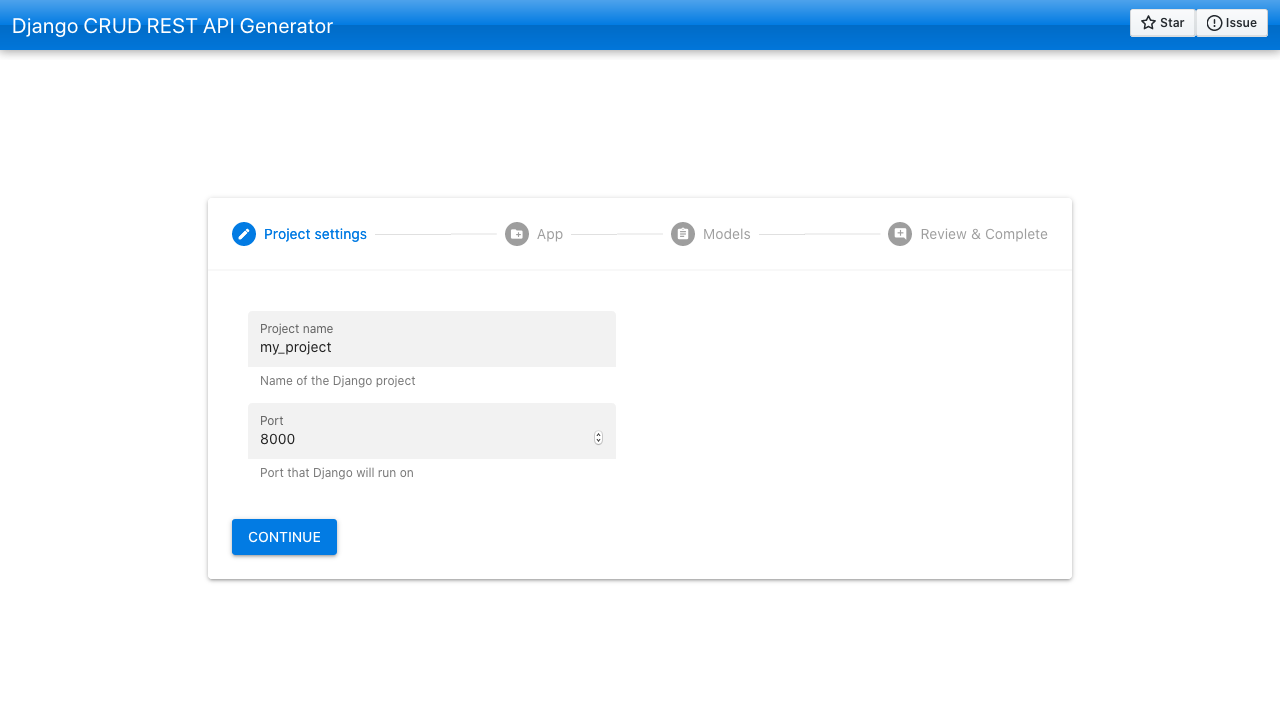 Django CRUD REST API Generator
Star
Issue
Project settings
App
Models
Review & Complete
Project name
my_project
Name of the Django project
Port
8000
Port that Django will run on
CONTINUE